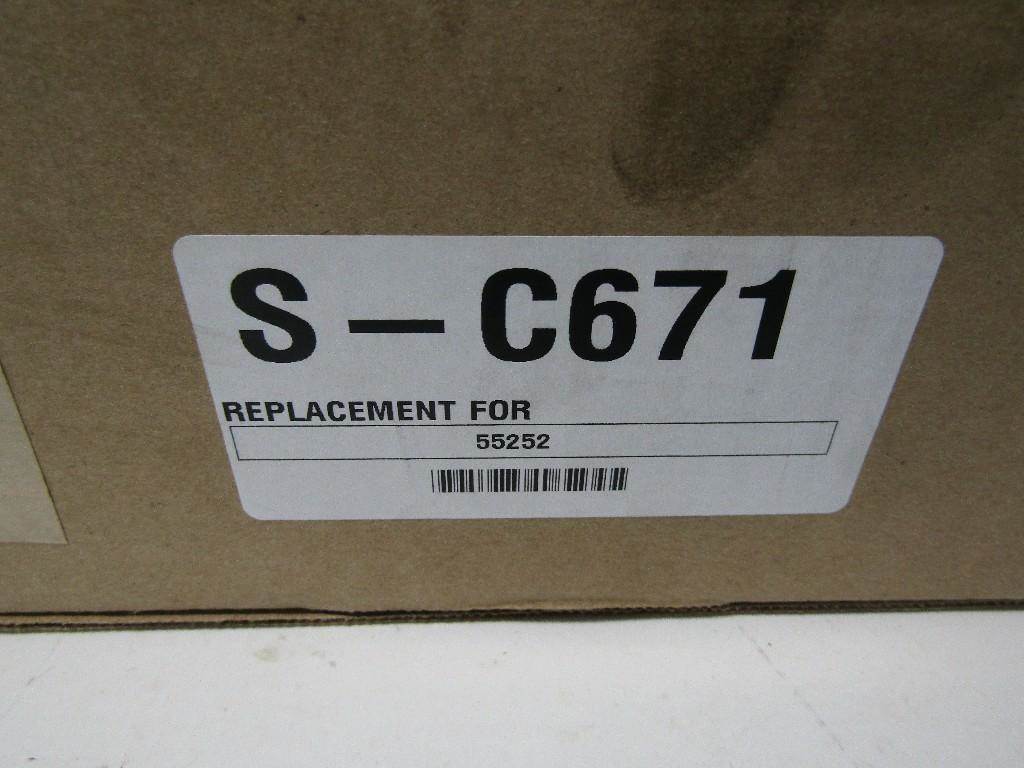 S – C671
REPLACEMENT FOR
55252